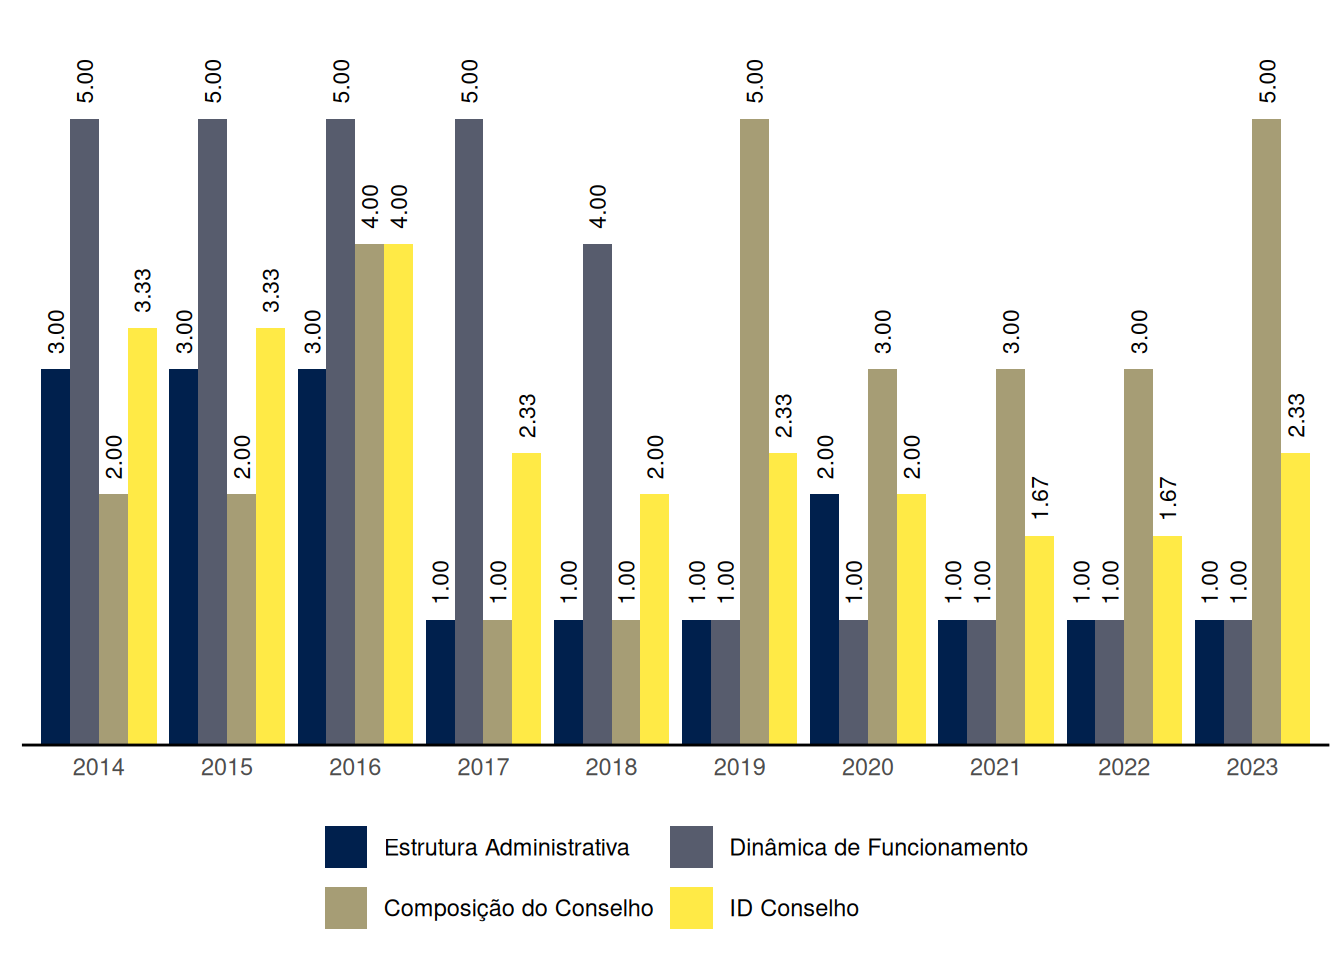 5.00 5.00 5.00 5.00 5.00 5.00
4.00 4.00 4.00
3.00 3.33 3.00 3.33 3.00 3.00 3.00 3.00
2.00 2.00 2.33 2.00 2.33 2.00 2.00 2.33
1.67 1.67
1.00 1.00 1.00 1.00 1.00 1.00 1.00 1.00 1.00 1.00 1.00 1.00 1.00
2014 2015 2016 2017 2018 2019 2020 2021 2022 2023
Estrutura Administrativa Dinâmica de Funcionamento
Composição do Conselho ID Conselho